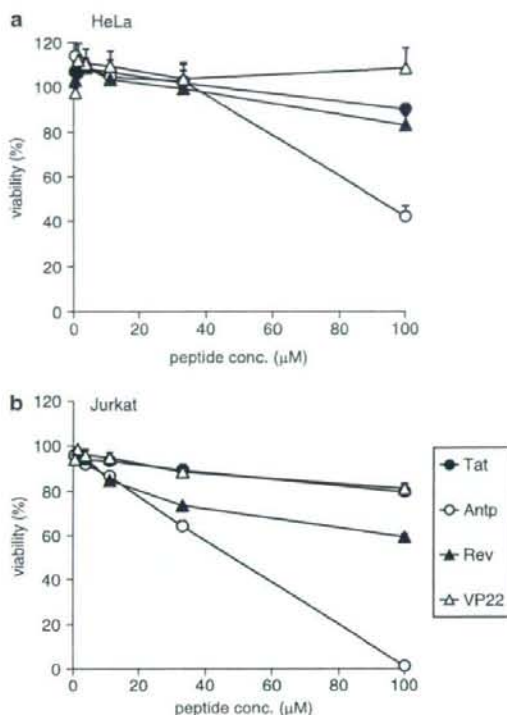 a
HeLa
120
100
80
60
40
20
0
viability (%)
0 20 40 60 80 100
peptide conc. (μM)
b
Jurkat
120
100
80
60
40
20
0
viability (%)
0 20 40 60 80 100
peptide conc. (μM)
Tat
Antp
Rev
VP22